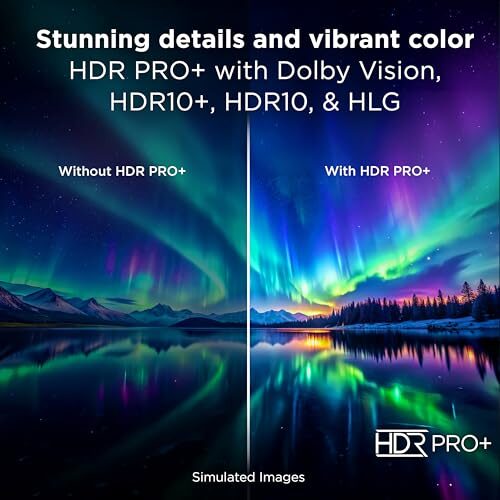 Stunning details and vibrant color
HDR PRO+ with Dolby Vision,
HDR10+, HDR10, & HLG
Without HDR PRO+
With HDR PRO+
HDR PRO+
Simulated Images